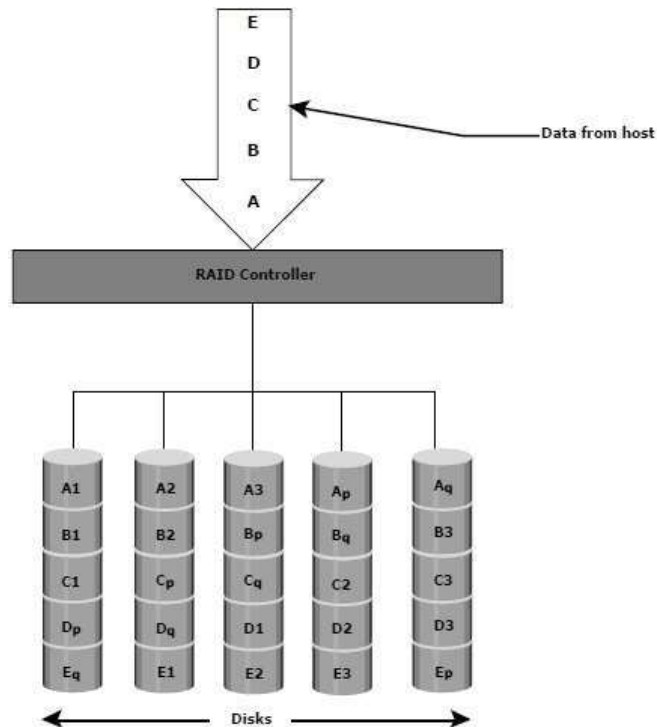 E
D
C
B
A
Data from host
RAID Controller
A1 A2 A3 Ap Aq
B1 B2 Bp Bq B3
C1 Cp Cq C2 C3
Dp Dq D1 D2 D3
Eq E1 E2 E3 Ep
Disks